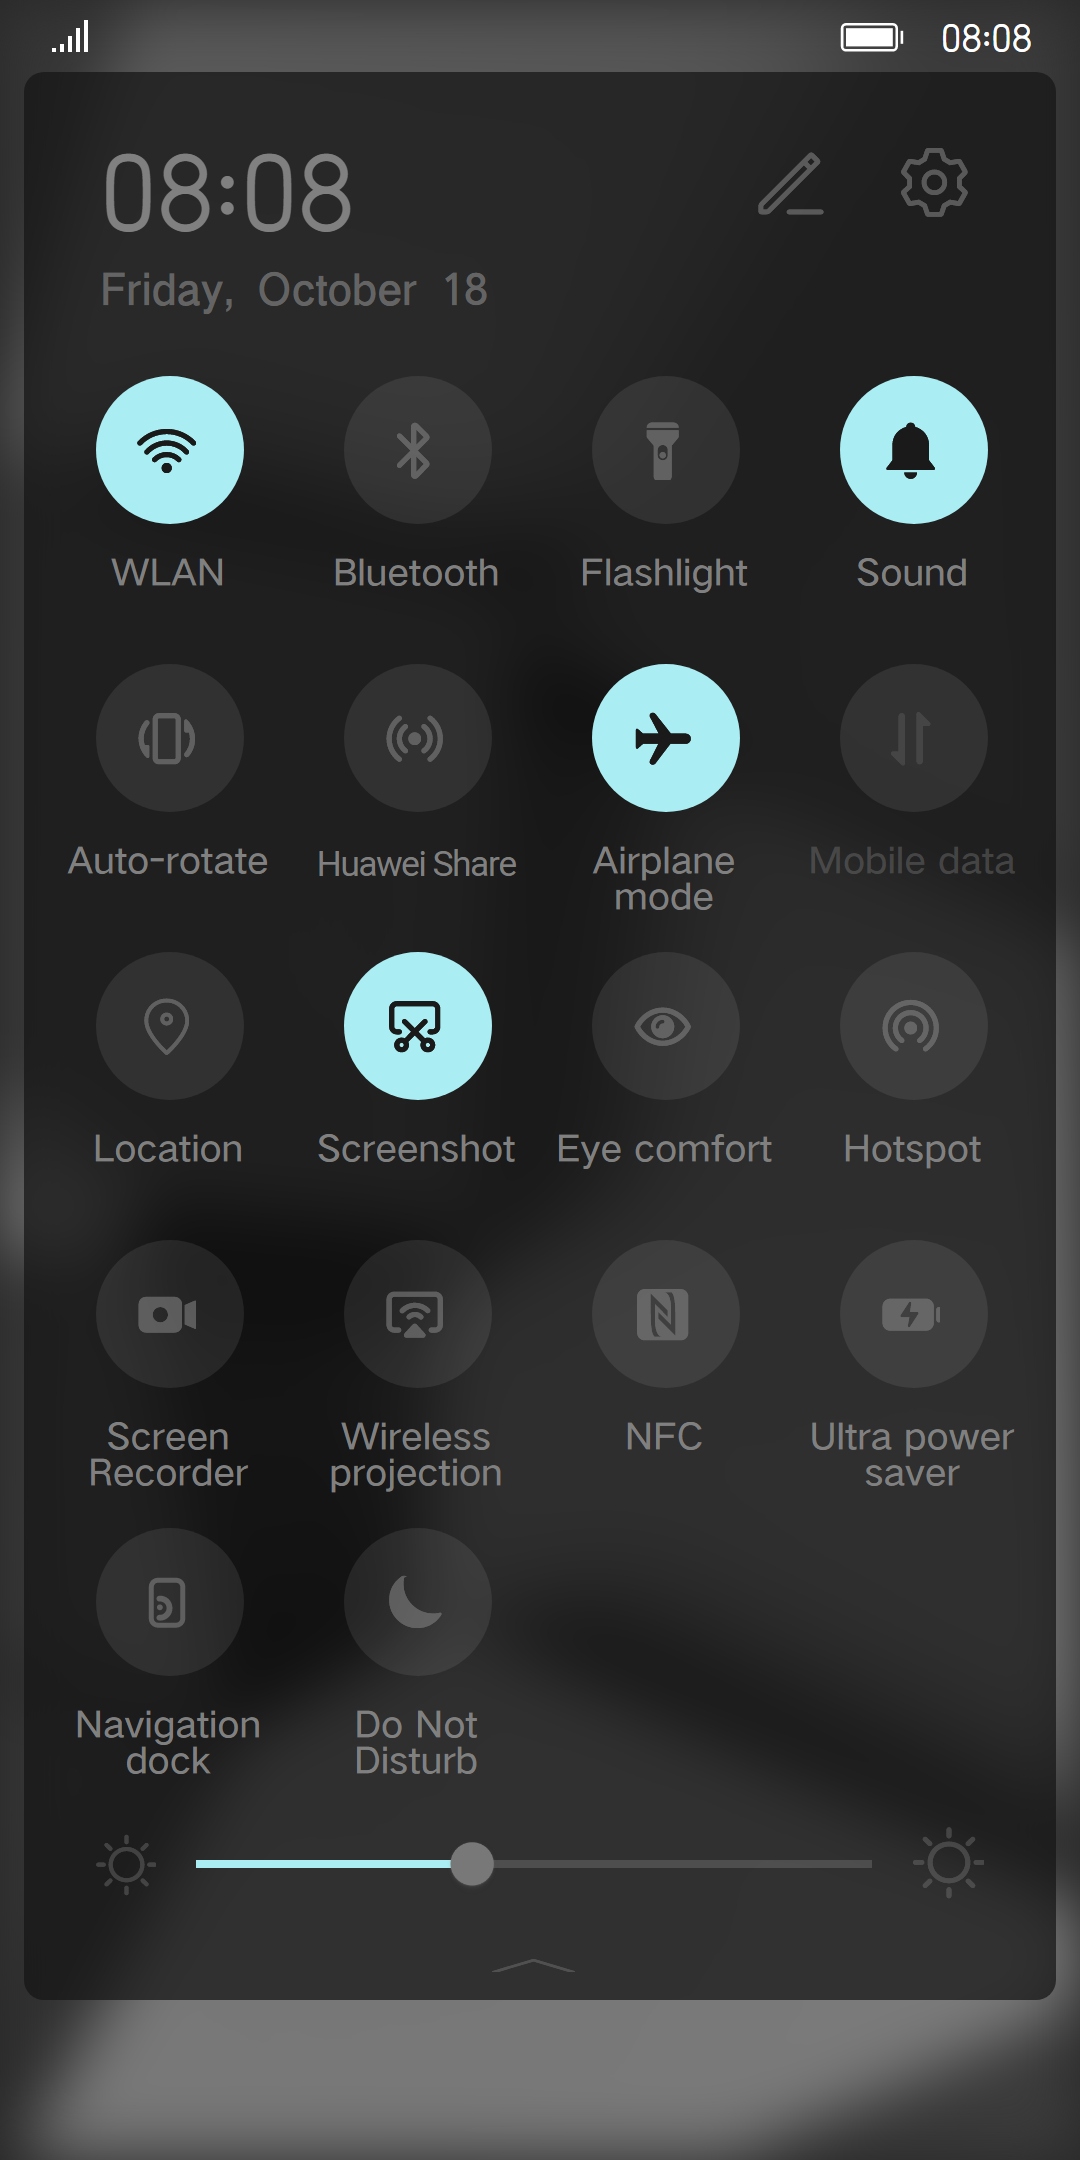 08:08
08:08
Friday, October 18
WLAN
Bluetooth
Flashlight
Sound
Auto-rotate
Huawei Share
Airplane
mode
Mobile data
Location
Screenshot
Eye comfort
Hotspot
Screen
Recorder
Wireless
projection
NFC
Ultra power
saver
Navigation
dock
Do Not
Disturb